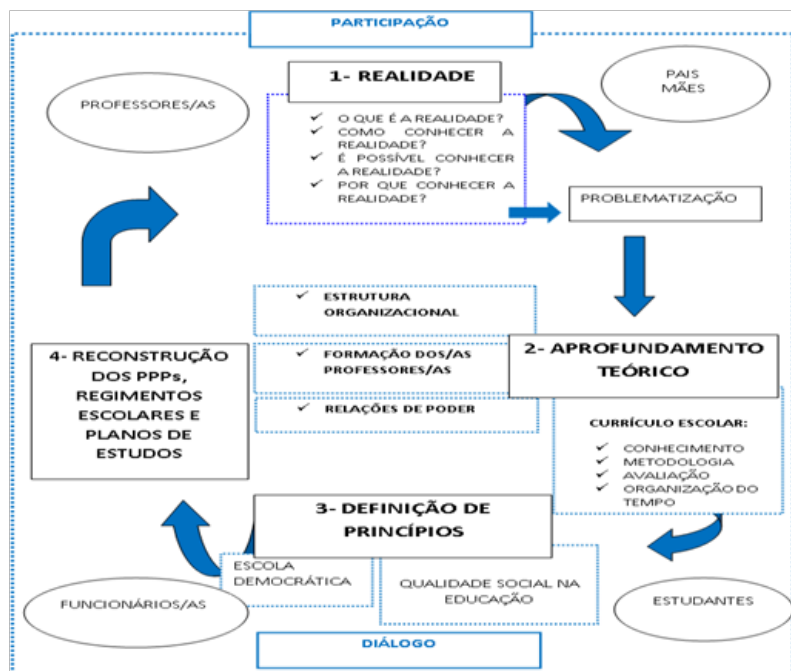 PARTICIPAÇÃO
PROFESSORES/AS
1- REALIDADE
✓ O QUE É A REALIDADE?
✓ COMO CONHECER A
REALIDADE?
✓ É POSSÍVEL CONHECER
A REALIDADE?
✓ POR QUE CONHECER A
REALIDADE?
PAIS
MÃES
PROBLEMATIZAÇÃO
✓ ESTRUTURA
ORGANIZACIONAL
✓ FORMAÇÃO DOS/AS
PROFESSORES/AS
✓ RELAÇÕES DE PODER
2- APROFUNDAMENTO
TEÓRICO
CURRÍCULO ESCOLAR:
✓ CONHECIMENTO
✓ METODOLOGIA
✓ AVALIAÇÃO
✓ ORGANIZAÇÃO DO
TEMPO
4- RECONSTRUÇÃO
DOS PPPs,
REGIMENTOS
ESCOLARES E
PLANOS DE
ESTUDOS
3- DEFINIÇÃO DE
PRINCÍPIOS
ESCOLA
DEMOCRÁTICA
QUALIDADE SOCIAL NA
EDUCAÇÃO
FUNCIONÁRIOS/AS
ESTUDANTES
DIÁLOGO